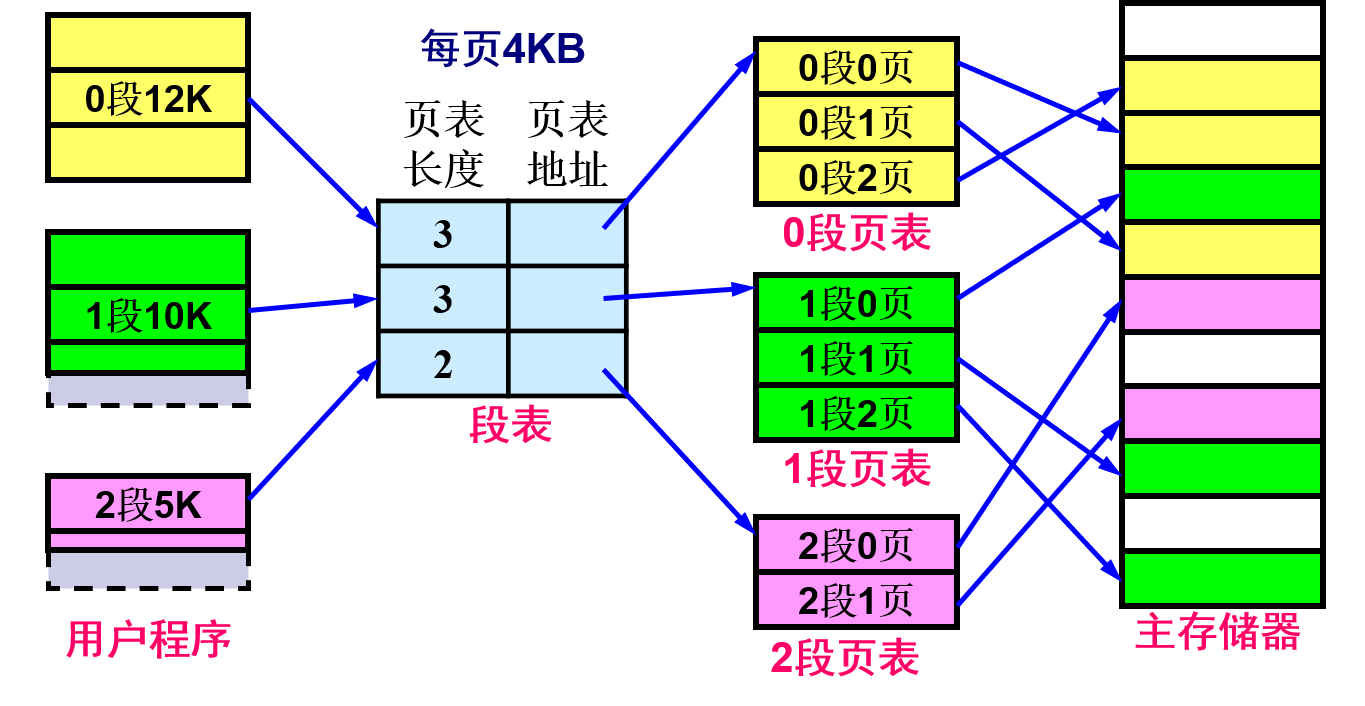 0段12K
1段10K
2段5K
用户程序
每页4KB
页表 页表
长度 地址
3
3
2
段表
0段0页
0段1页
0段2页
0段页表
1段0页
1段1页
1段2页
1段页表
2段0页
2段1页
2段页表
主存储器